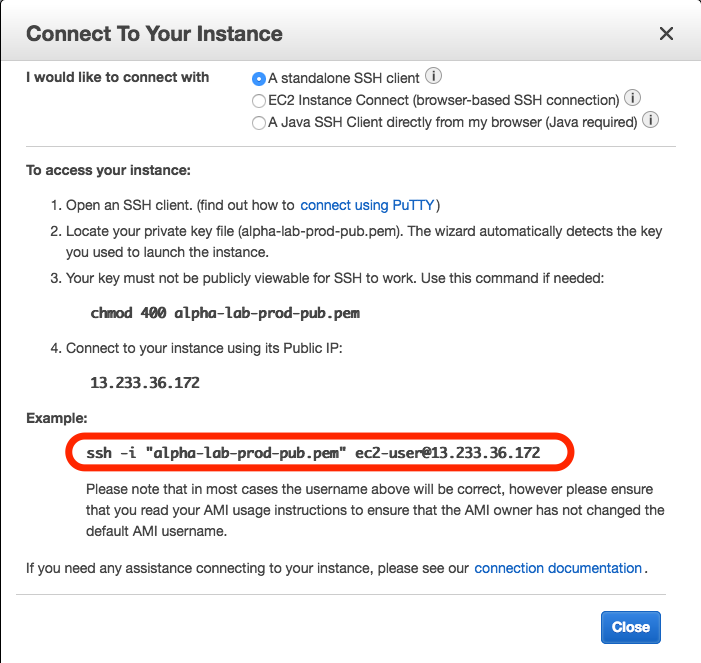 Connect To Your Instance
I would like to connect with
A standalone SSH client
EC2 Instance Connect (browser-based SSH connection)
A Java SSH Client directly from my browser (Java required)
To access your instance:
1. Open an SSH client. (find out how to connect using PuTTY)
2. Locate your private key file (alpha-lab-prod-pub.pem). The wizard automatically detects the key
you used to launch the instance.
3. Your key must not be publicly viewable for SSH to work. Use this command if needed:
chmod 400 alpha-lab-prod-pub.pem
4. Connect to your instance using its Public IP:
13.233.36.172
Example:
ssh -i "alpha-lab-prod-pub.pem" ec2-user@13.233.36.172
Please note that in most cases the username above will be correct, however please ensure
that you read your AMI usage instructions to ensure that the AMI owner has not changed the
default AMI username.
If you need any assistance connecting to your instance, please see our connection documentation.
Close